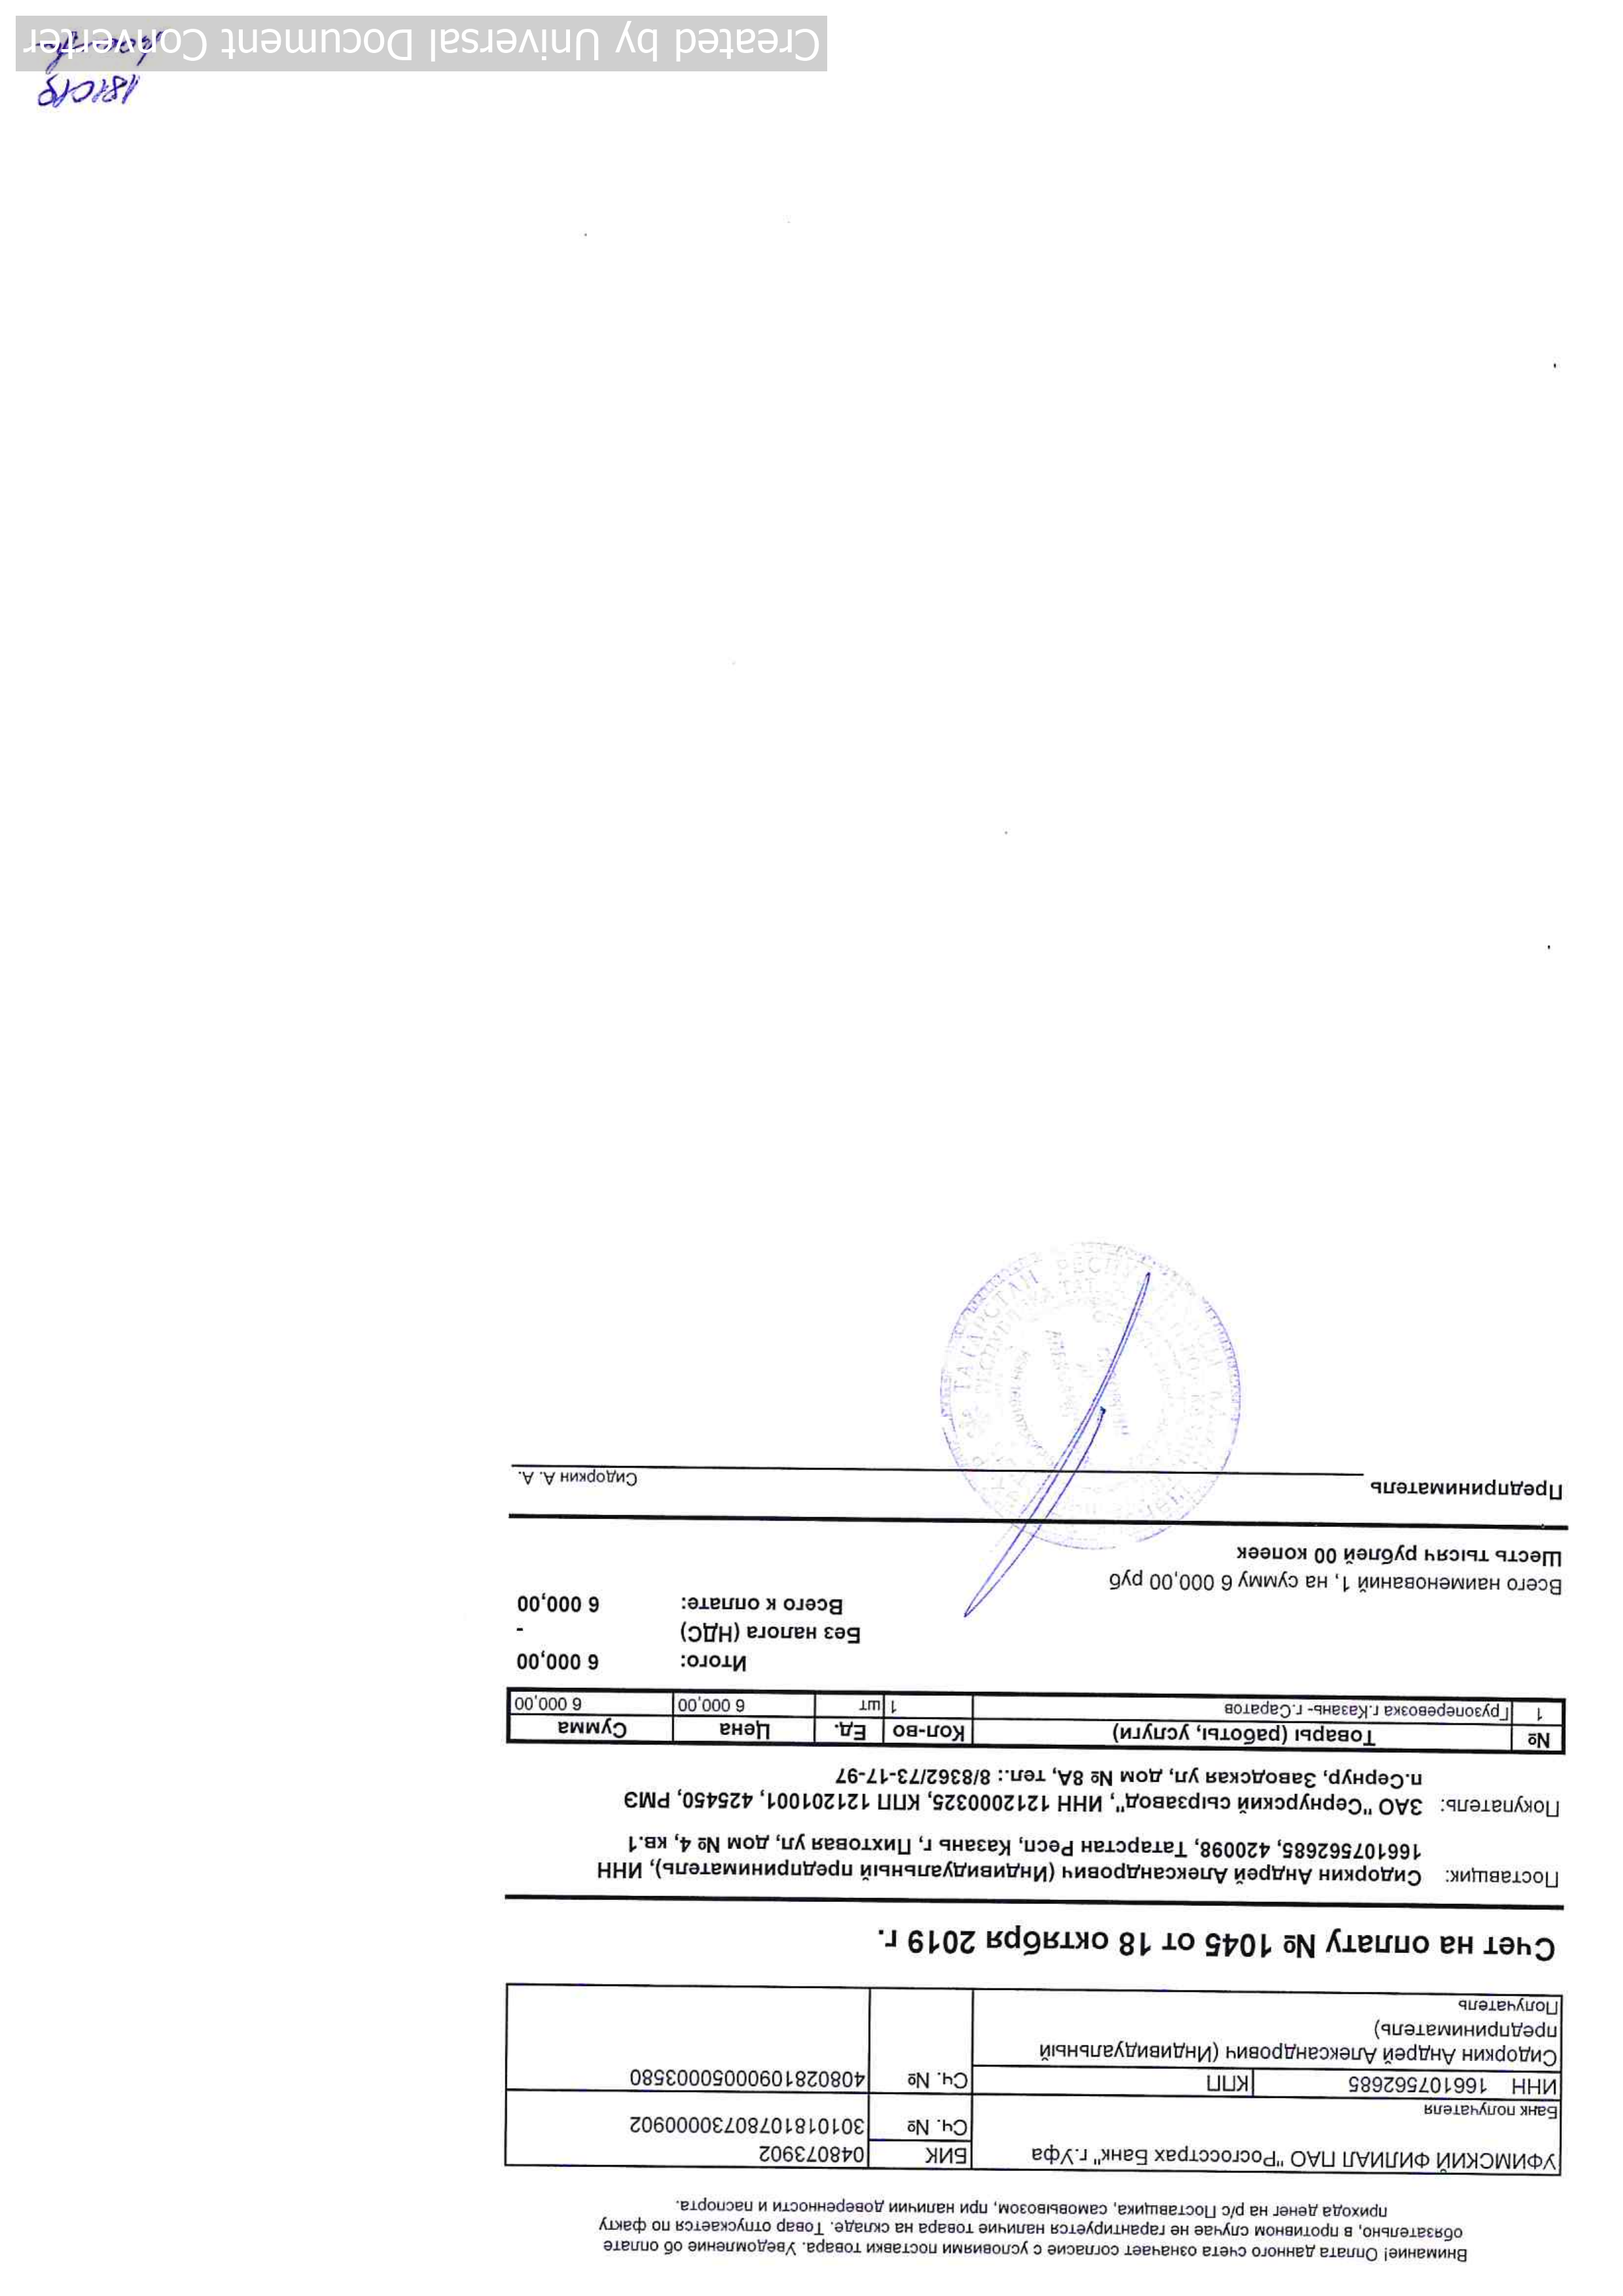 Внимание! Оплата данного счета означает согласие с условиями поставки товара. Уведомление об оплате
обязательно, в противном случае не гарантируется наличие товара на складе. Товар отпускается по факту
прихода денег на р/с Поставщика, самовывозом, при наличии доверенности и паспорта.
УФИМСКИЙ ФИЛИАЛ ПАО "Росгосстрах Банк" г.Уфа БИК 048073902
Сч. № 30101810780730000902
Банк получателя
ИНН 166107562685 КПП Сч. № 40802810900050003580
Сидоркин Андрей Александрович (Индивидуальный
предприниматель)
Получатель
Счет на оплату № 1045 от 18 октября 2019 г.
Поставщик: Сидоркин Андрей Александрович (Индивидуальный предприниматель), ИНН
166107562685, 420098, Татарстан Респ, Казань г, Пихтовая ул, дом № 4, кв.1
Покупатель: ЗАО "Сернурский сырзавод", ИНН 1212000325, КПП 121201001, 425450, РМЭ
п.Сернур, Заводская ул, дом № 8А, тел.: 8/8362/73-17-97
№ Товары (работы, услуги) Кол-во Ед. Цена Сумма
1 Грузоперевозка г.Казань- г.Саратов 1 шт 6 000,00 6 000,00
Итого: 6 000,00
Без налога (НДС) -
Всего к оплате: 6 000,00
Всего наименований 1, на сумму 6 000,00 руб
Шесть тысяч рублей 00 копеек
Предприниматель Сидоркин А. А.
ТАТАРСТАН
Created by Universal Document Converter